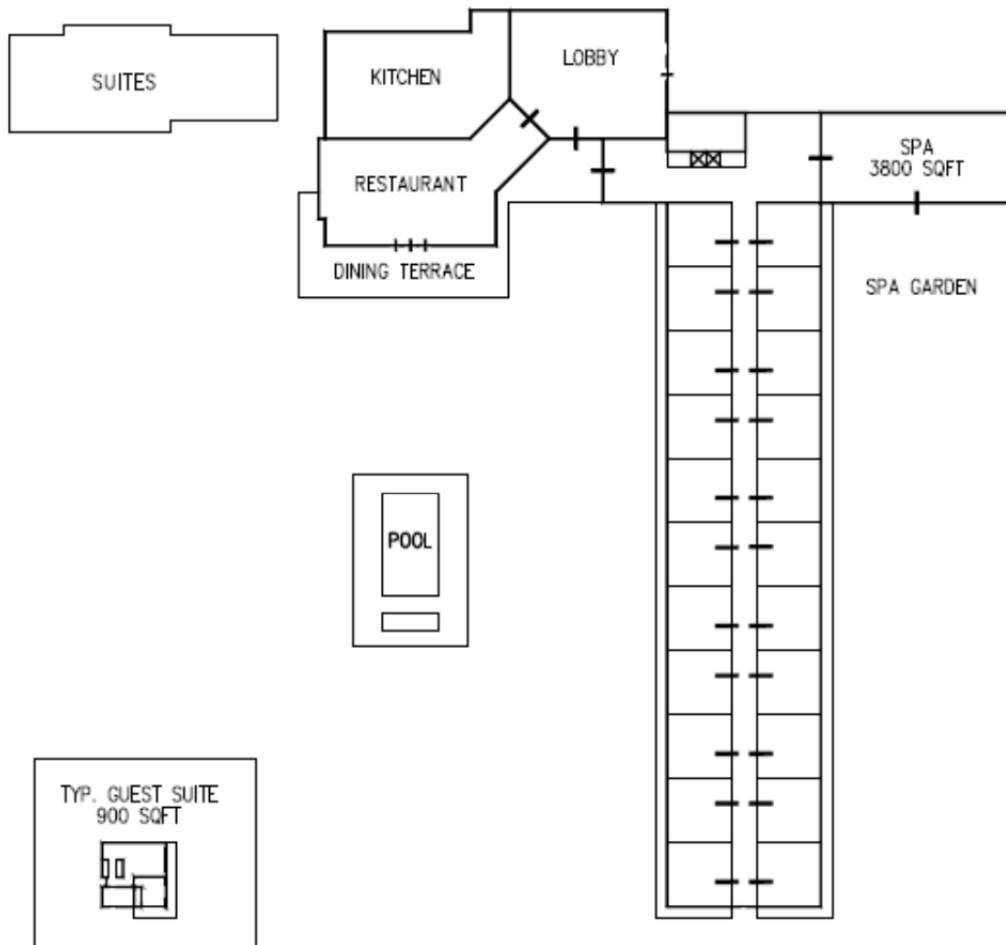 SUITES
KITCHEN
LOBBY
SPA
3800 SQFT
RESTAURANT
DINING TERRACE
SPA GARDEN
POOL
TYP. GUEST SUITE
900 SQFT